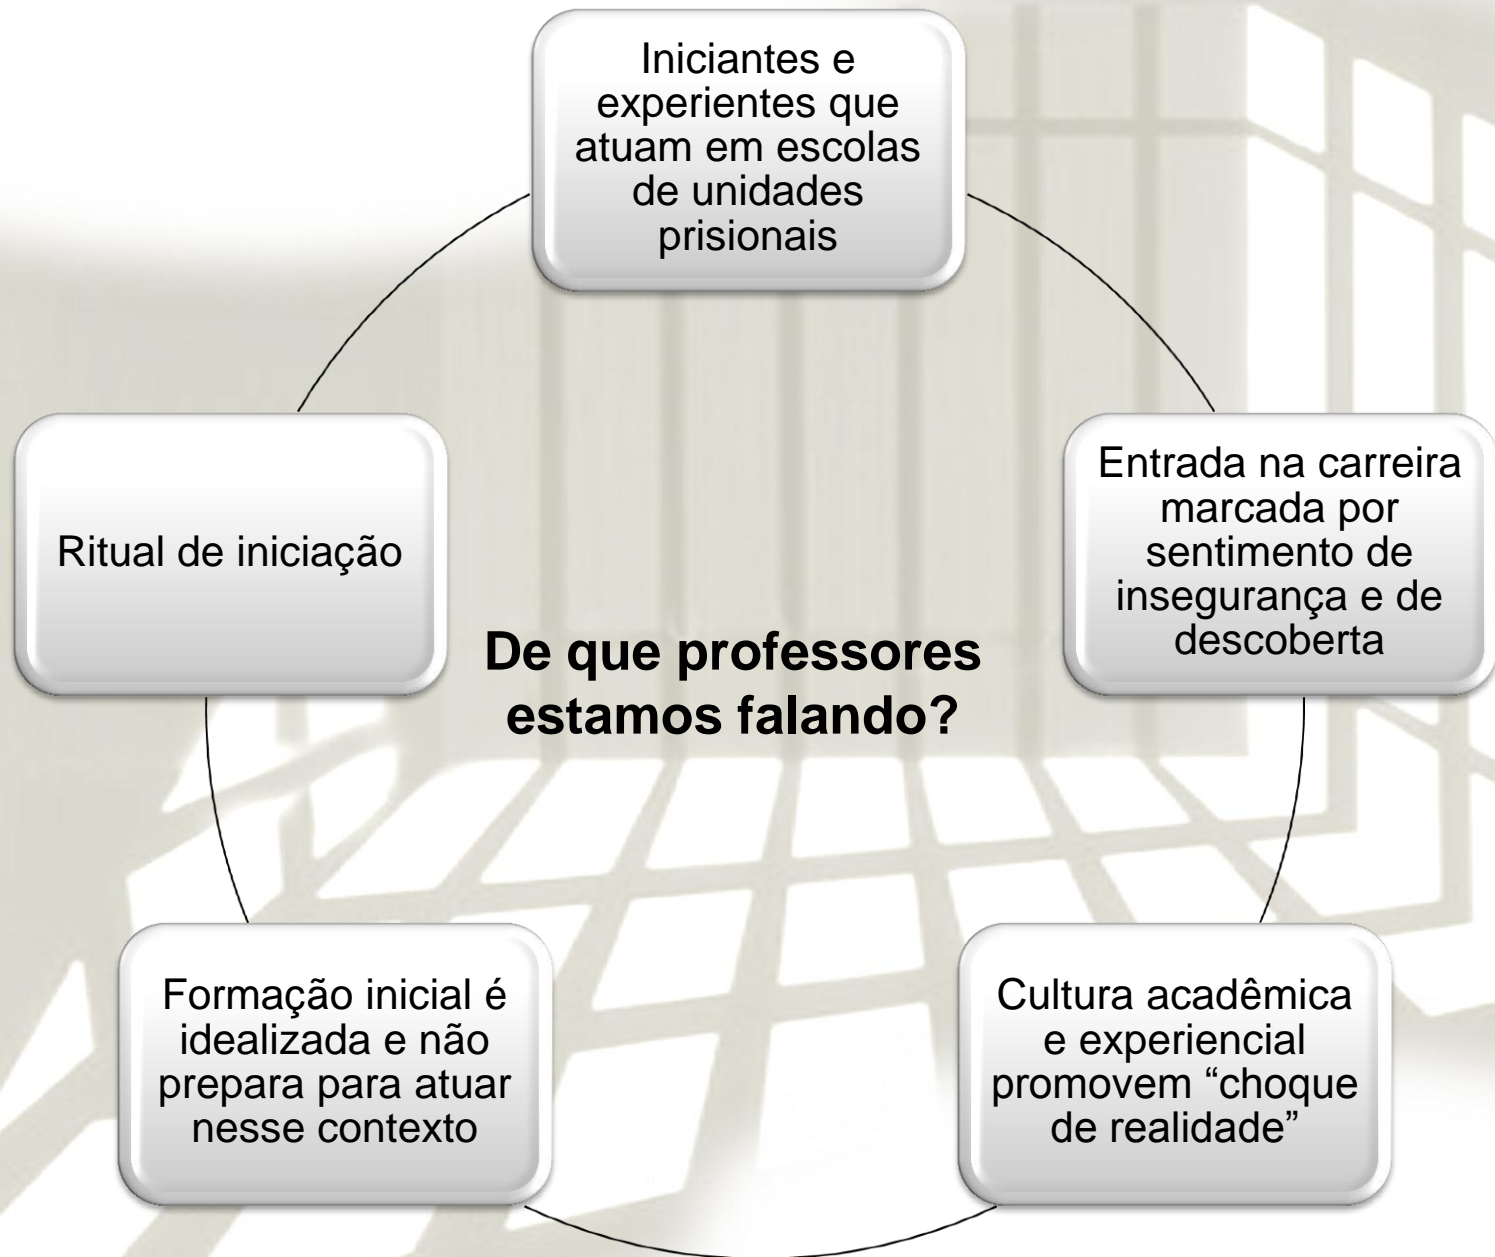 Iniciantes e
experientes que
atuam em escolas
de unidades
prisionais
Entrada na carreira
marcada por
sentimento de
insegurança e de
descoberta
Ritual de iniciação
De que professores
estamos falando?
Cultura acadêmica
e experiencial
promovem “choque
de realidade”
Formação inicial é
idealizada e não
prepara para atuar
nesse contexto